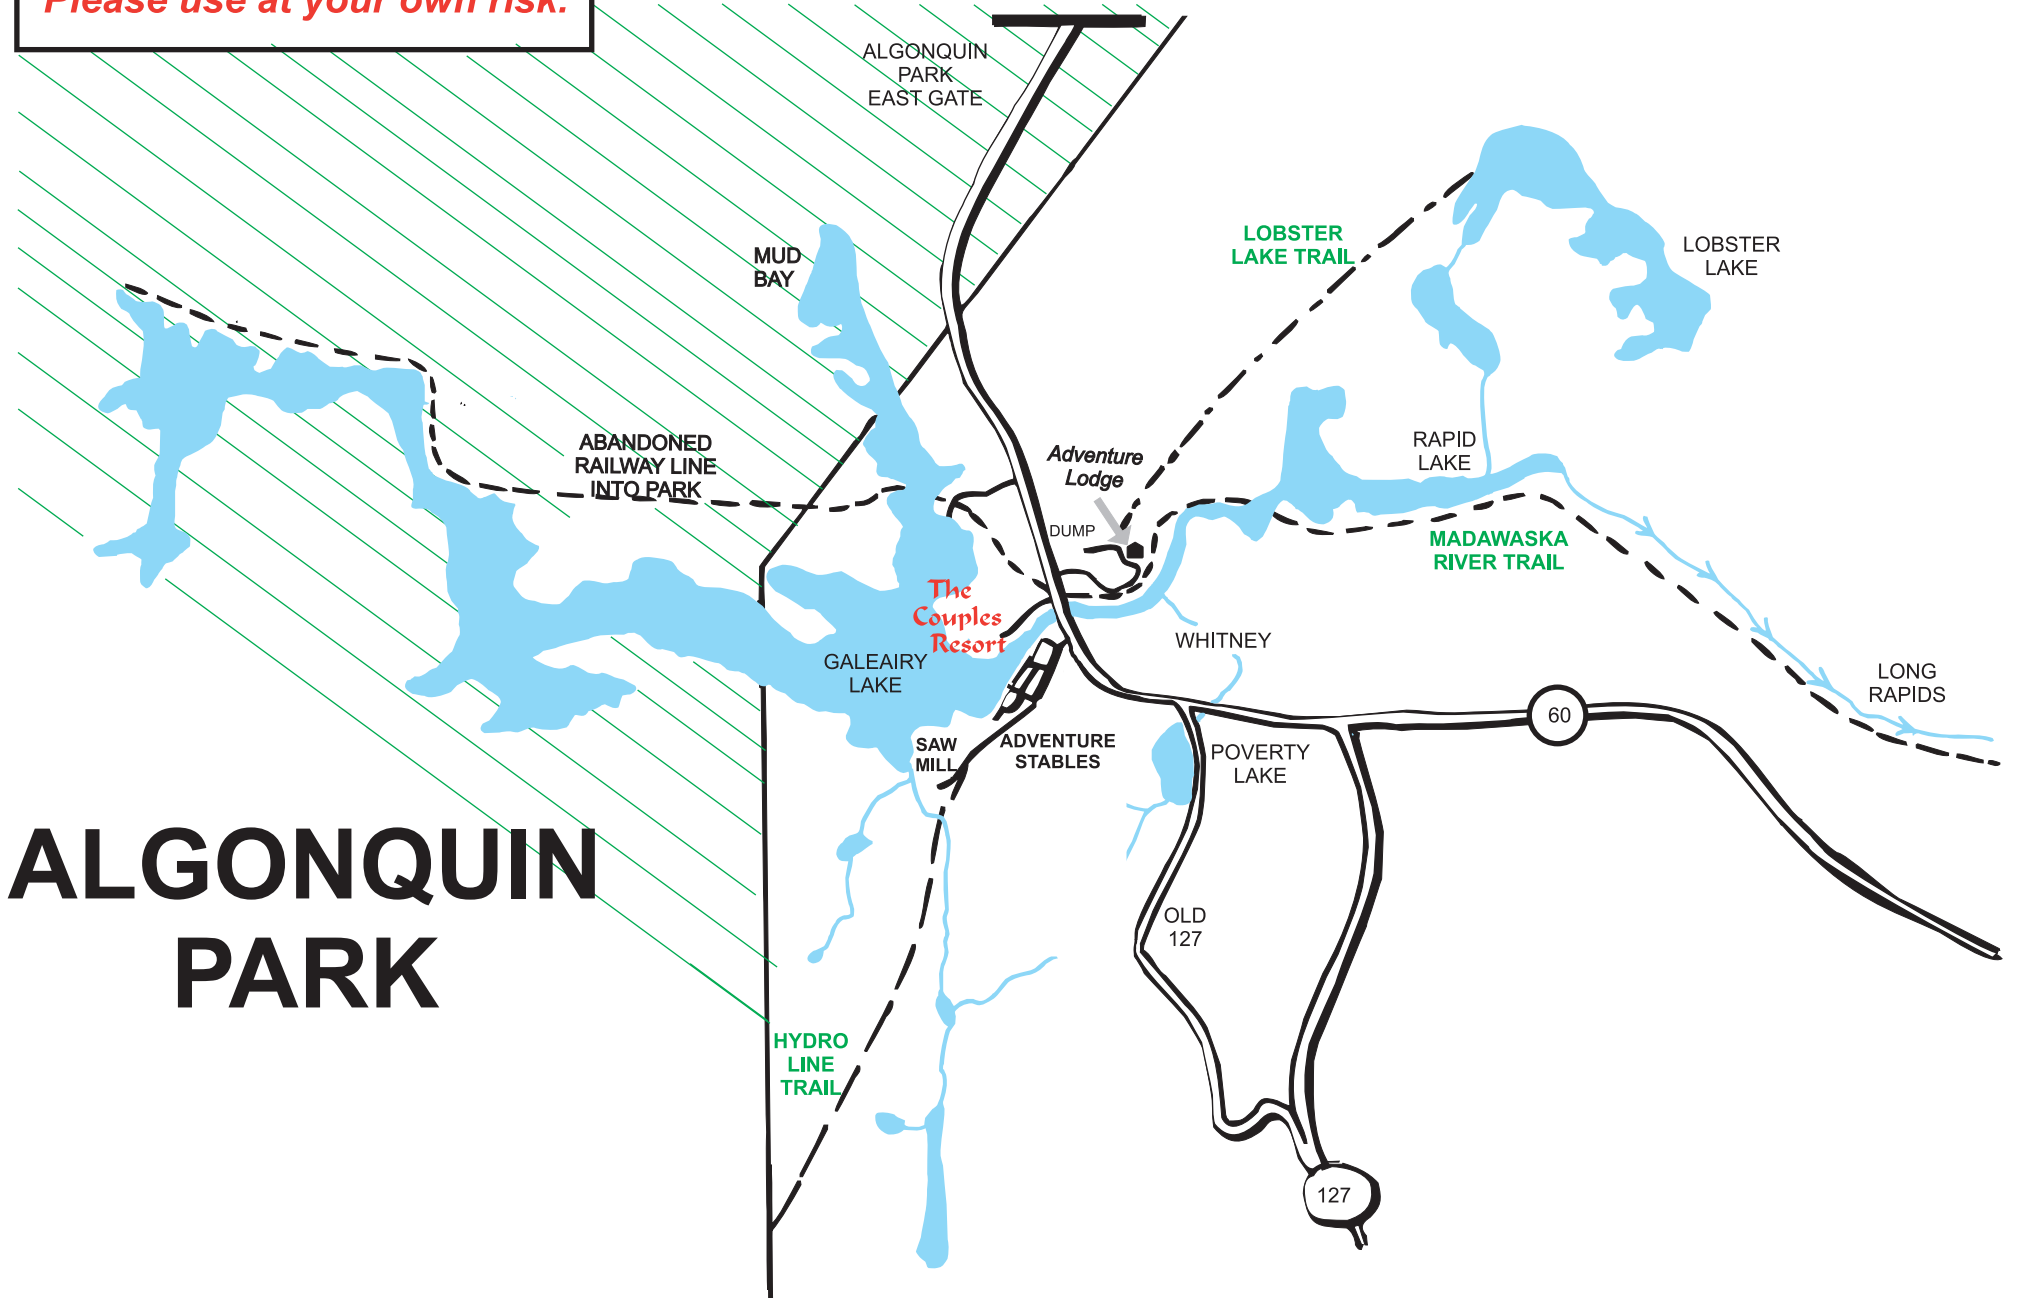 Please use at your own risk.
ALGONQUIN
PARK
EAST GATE
MUD
BAY
LOBSTER
LAKE TRAIL
LOBSTER
LAKE
ABANDONED
RAILWAY LINE
INTO PARK
Adventure
Lodge
RAPID
LAKE
DUMP
MADAWASKA
RIVER TRAIL
The
Couples
Resort
WHITNEY
GALEAIRY
LAKE
LONG
RAPIDS
60
SAW
MILL
ADVENTURE
STABLES
POVERTY
LAKE
ALGONQUIN
PARK
OLD
127
HYDRO
LINE
TRAIL
127